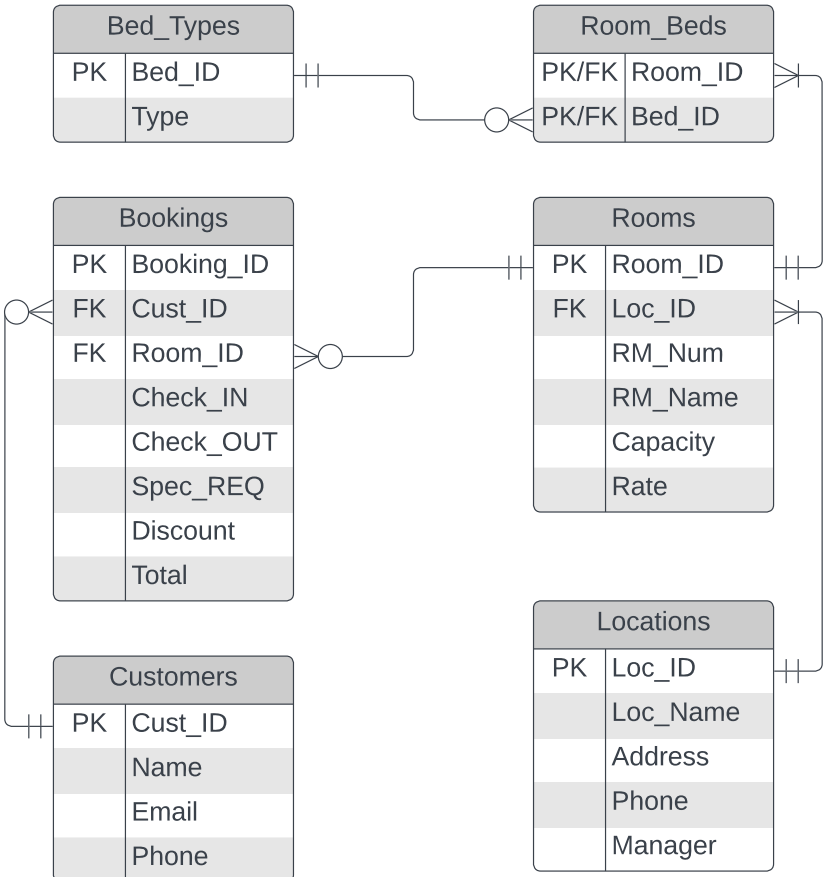 Bed_Types
PK Bed_ID
Type
Room_Beds
PK/FK Room_ID
PK/FK Bed_ID
Bookings
PK Booking_ID
FK Cust_ID
FK Room_ID
Check_IN
Check_OUT
Spec_REQ
Discount
Total
Rooms
PK Room_ID
FK Loc_ID
RM_Num
RM_Name
Capacity
Rate
Customers
PK Cust_ID
Name
Email
Phone
Locations
PK Loc_ID
Loc_Name
Address
Phone
Manager